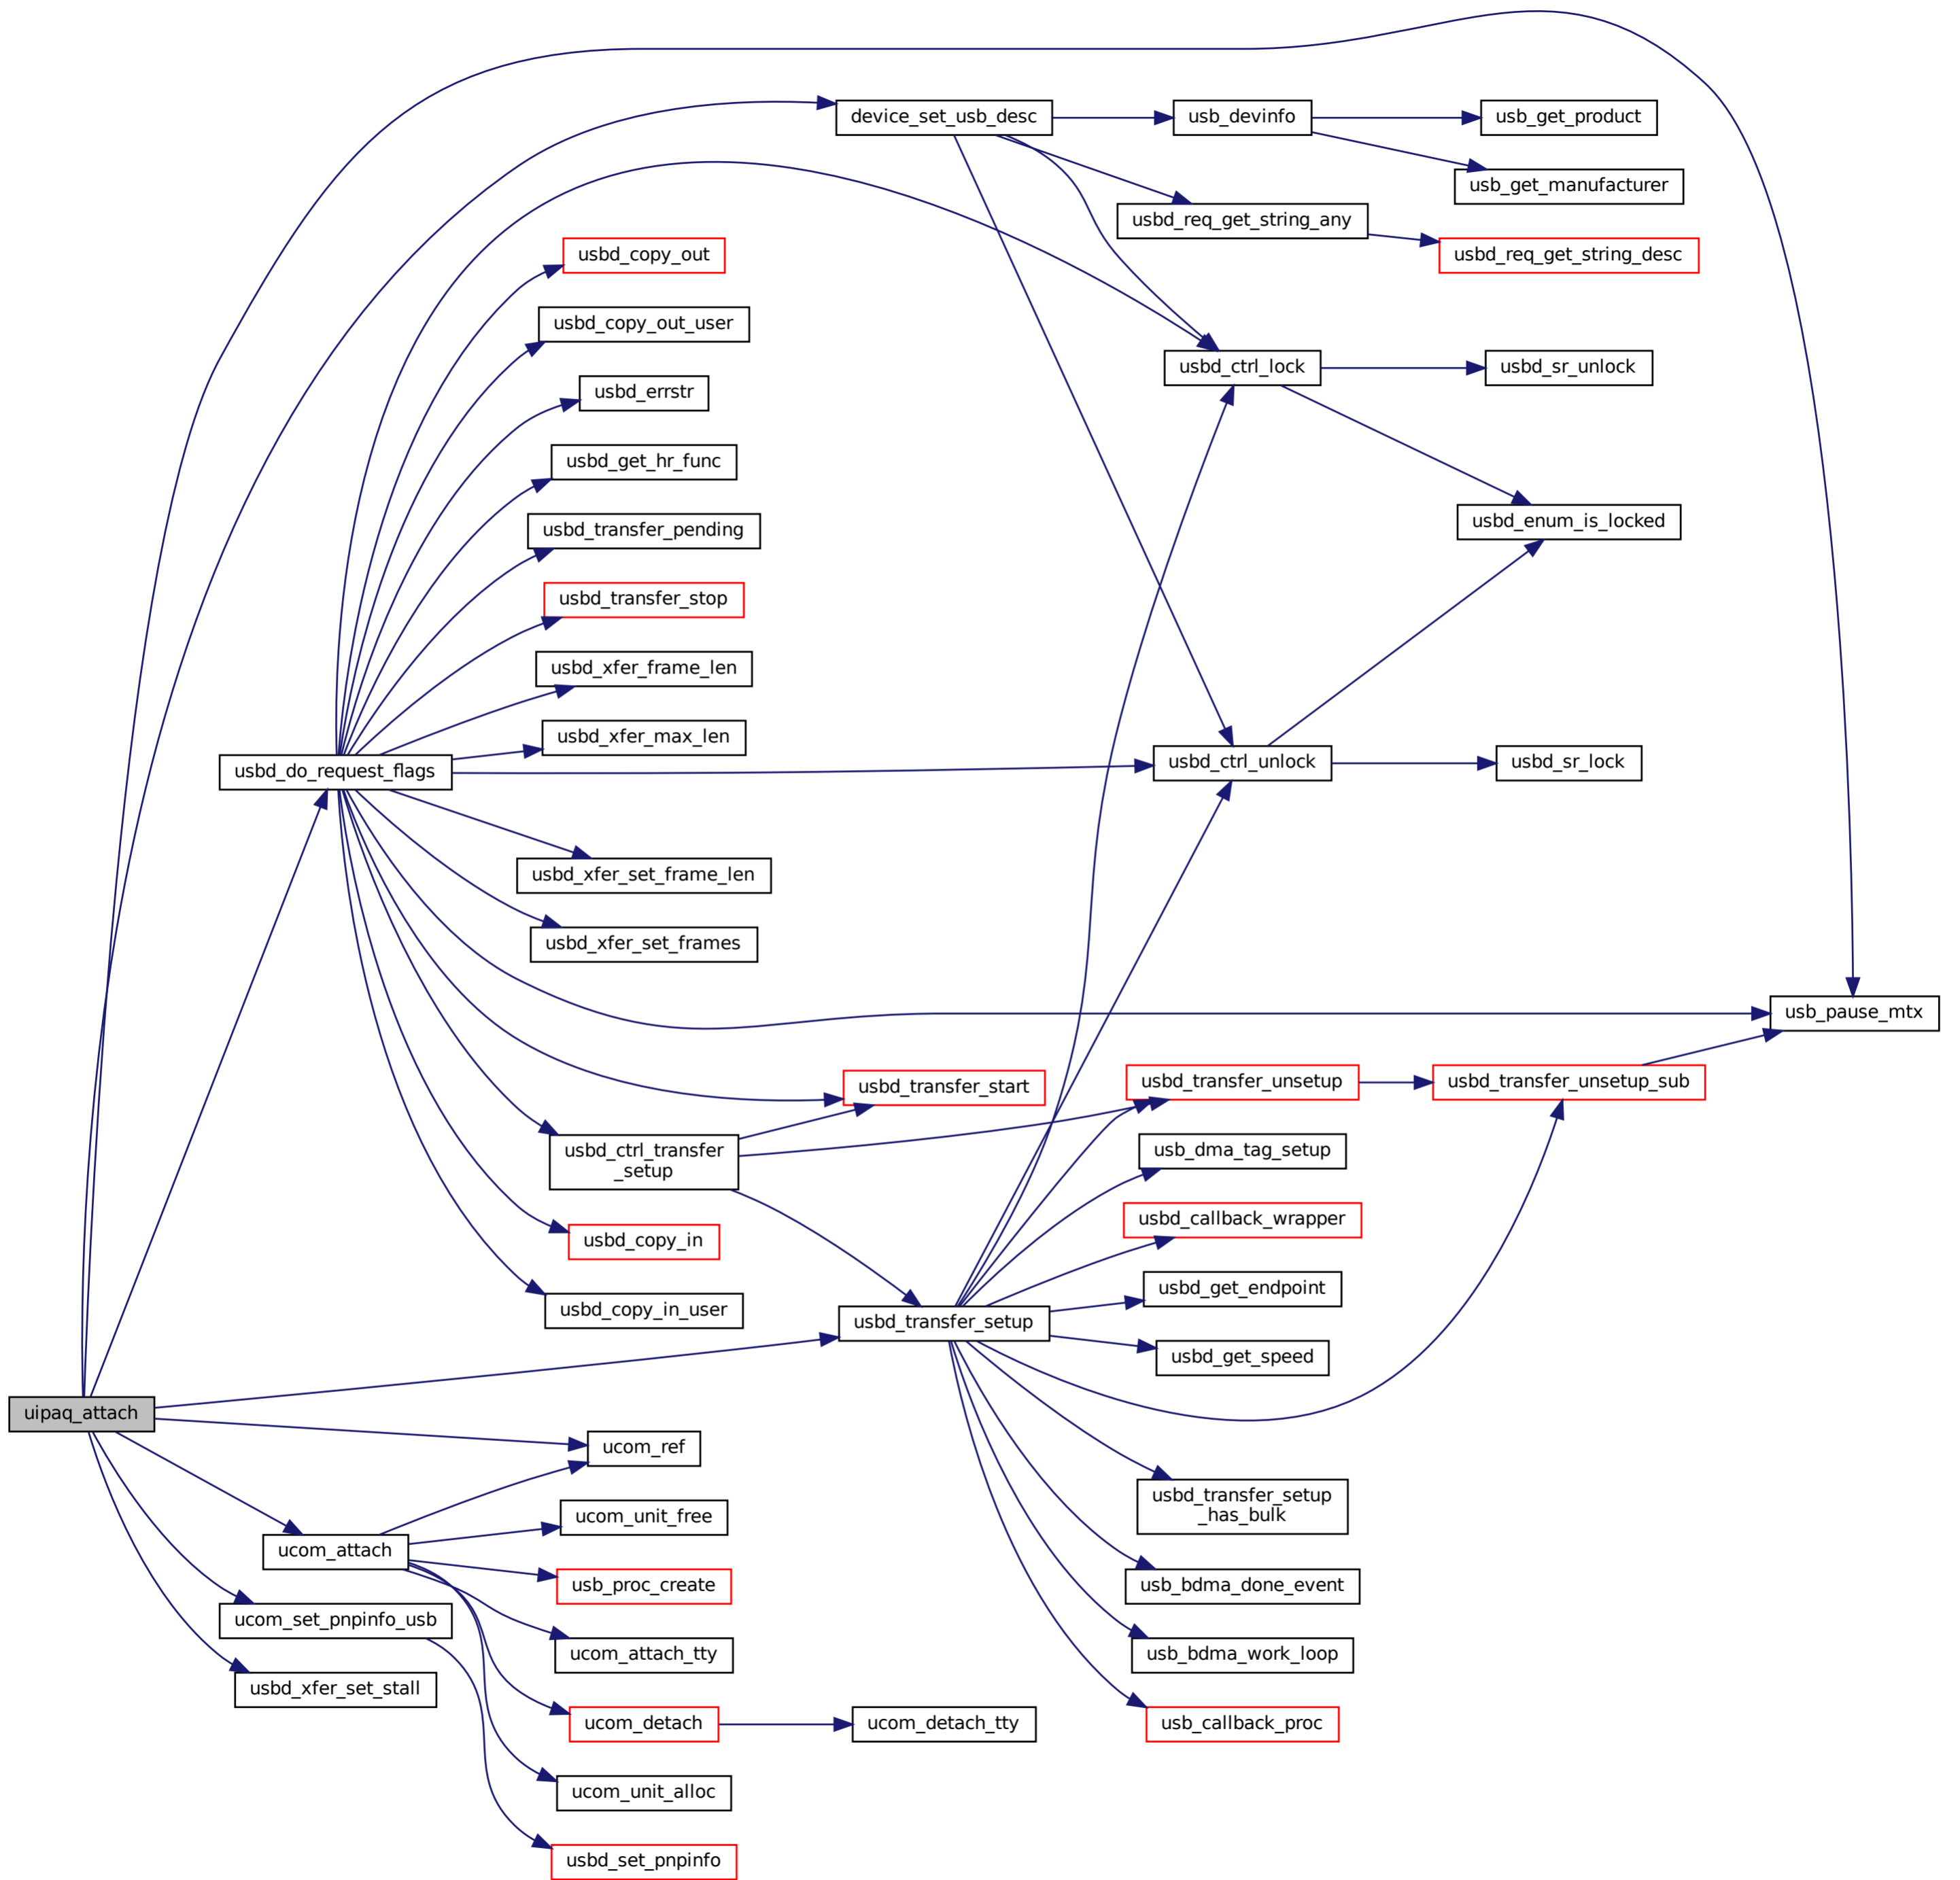 device_set_usb_desc
usb_devinfo
usb_get_product
usb_get_manufacturer
usbd_req_get_string_any
usbd_req_get_string_desc
usbd_copy_out
usbd_copy_out_user
usbd_ctrl_lock
usbd_sr_unlock
usbd_errstr
usbd_get_hr_func
usbd_enum_is_locked
usbd_transfer_pending
usbd_transfer_stop
usbd_xfer_frame_len
usbd_xfer_max_len
usbd_do_request_flags
usbd_ctrl_unlock
usbd_sr_lock
usbd_xfer_set_frame_len
usbd_xfer_set_frames
usb_pause_mtx
usbd_transfer_start
usbd_transfer_unsetup
usbd_transfer_unsetup_sub
usbd_ctrl_transfer
_setup
usb_dma_tag_setup
usbd_callback_wrapper
usbd_copy_in
usbd_get_endpoint
usbd_copy_in_user
usbd_transfer_setup
usbd_get_speed
uipaq_attach
ucom_ref
usbd_transfer_setup
_has_bulk
ucom_unit_free
ucom_attach
usb_proc_create
usb_bdma_done_event
ucom_set_pnpinfo_usb
ucom_attach_tty
usb_bdma_work_loop
usbd_xfer_set_stall
ucom_detach
ucom_detach_tty
usb_callback_proc
ucom_unit_alloc
usbd_set_pnpinfo